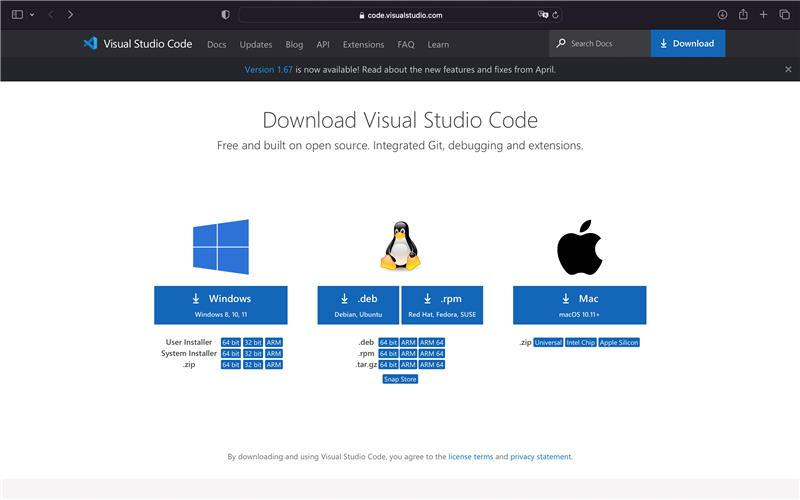 code.visualstudio.com
Visual Studio Code Docs Updates Blog API Extensions FAQ Learn Search Docs Download
Version 1.67 is now available! Read about the new features and fixes from April.
Download Visual Studio Code
Free and built on open source. Integrated Git, debugging and extensions.
Windows
Windows 8, 10, 11
User Installer 64 bit 32 bit ARM
System Installer 64 bit 32 bit ARM
.zip 64 bit 32 bit ARM
.deb
Debian, Ubuntu
.rpm
Red Hat, Fedora, SUSE
.deb 64 bit ARM ARM 64
.rpm 64 bit ARM ARM 64
.tar.gz 64 bit ARM ARM 64
Snap Store
Mac
macOS 10.11+
.zip Universal Intel Chip Apple Silicon
By downloading and using Visual Studio Code, you agree to the license terms and privacy statement.